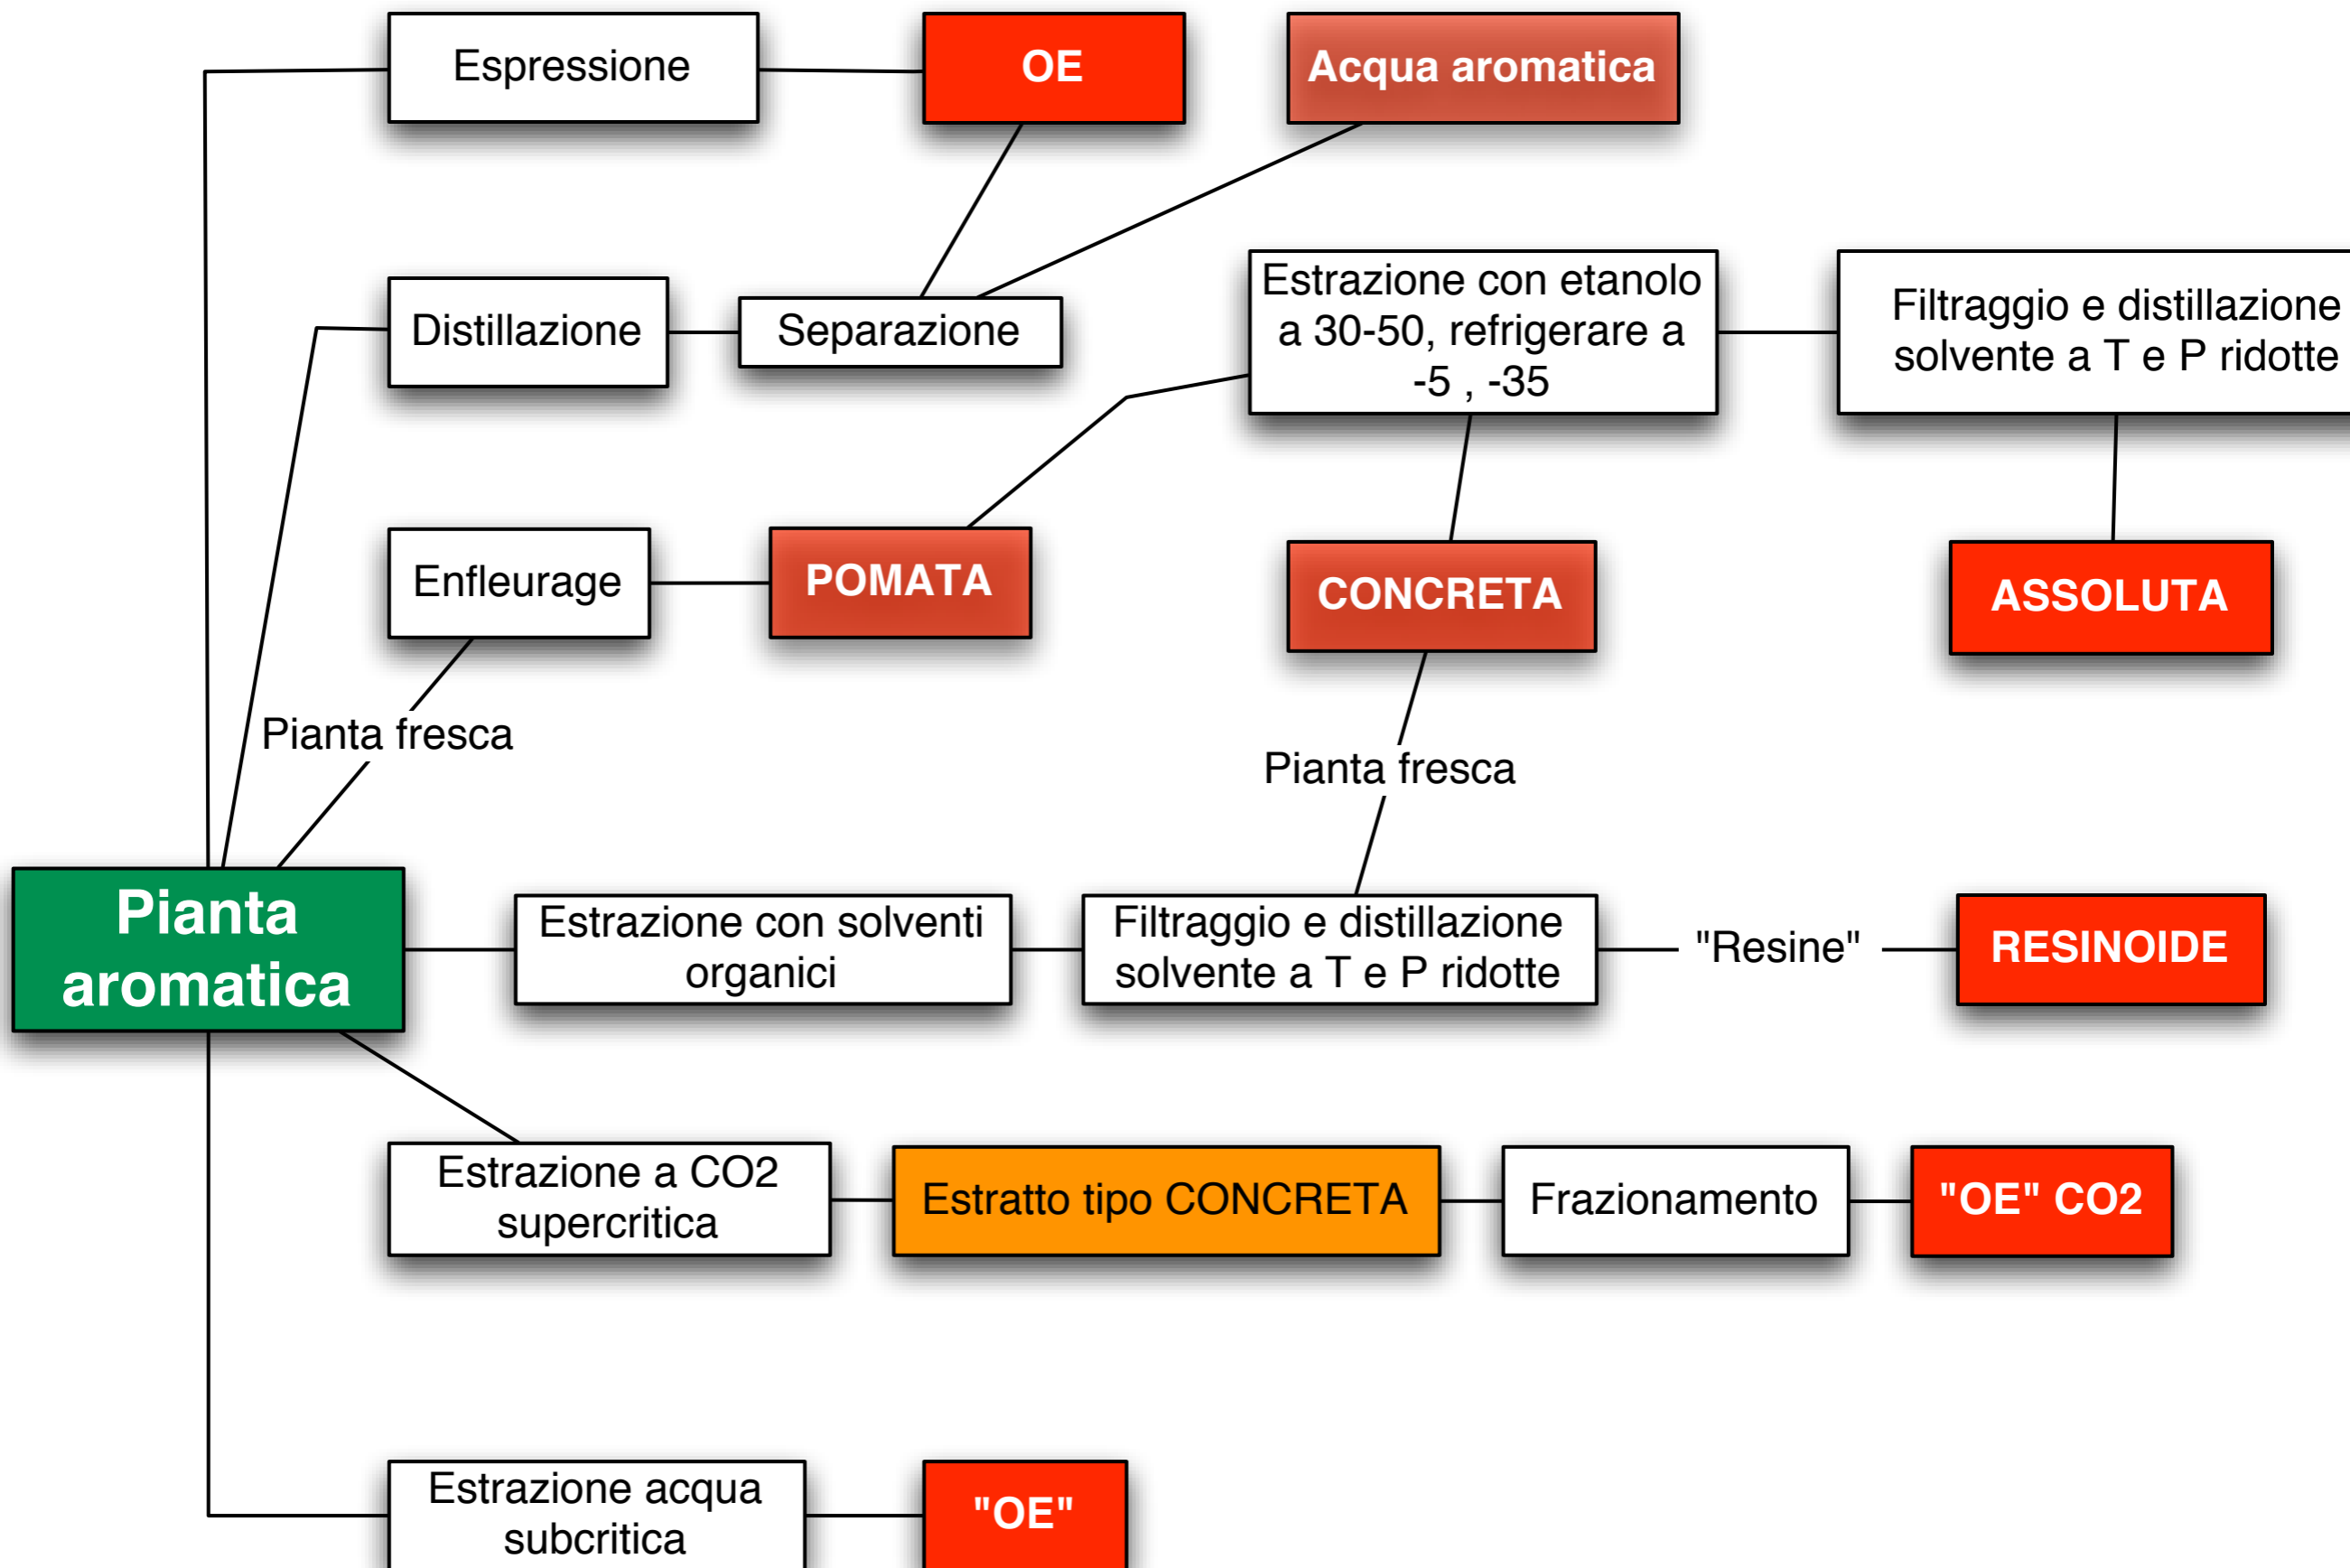 Espressione
OE
Acqua aromatica
Distillazione
Separazione
Estrazione con etanolo
a 30-50, refrigerare a
-5 , -35
Filtraggio e distillazione
solvente a T e P ridotte
Enfleurage
POMATA
CONCRETA
ASSOLUTA
Pianta fresca
Pianta fresca
Pianta
aromatica
Estrazione con solventi
organici
Filtraggio e distillazione
solvente a T e P ridotte
"Resine"
RESINOIDE
Estrazione a CO2
supercritica
Estratto tipo CONCRETA
Frazionamento
"OE" CO2
Estrazione acqua
subcritica
"OE"